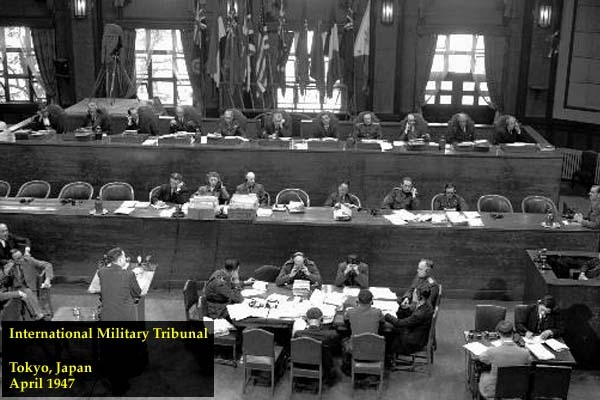 International Military Tribunal
Tokyo, Japan
April 1947